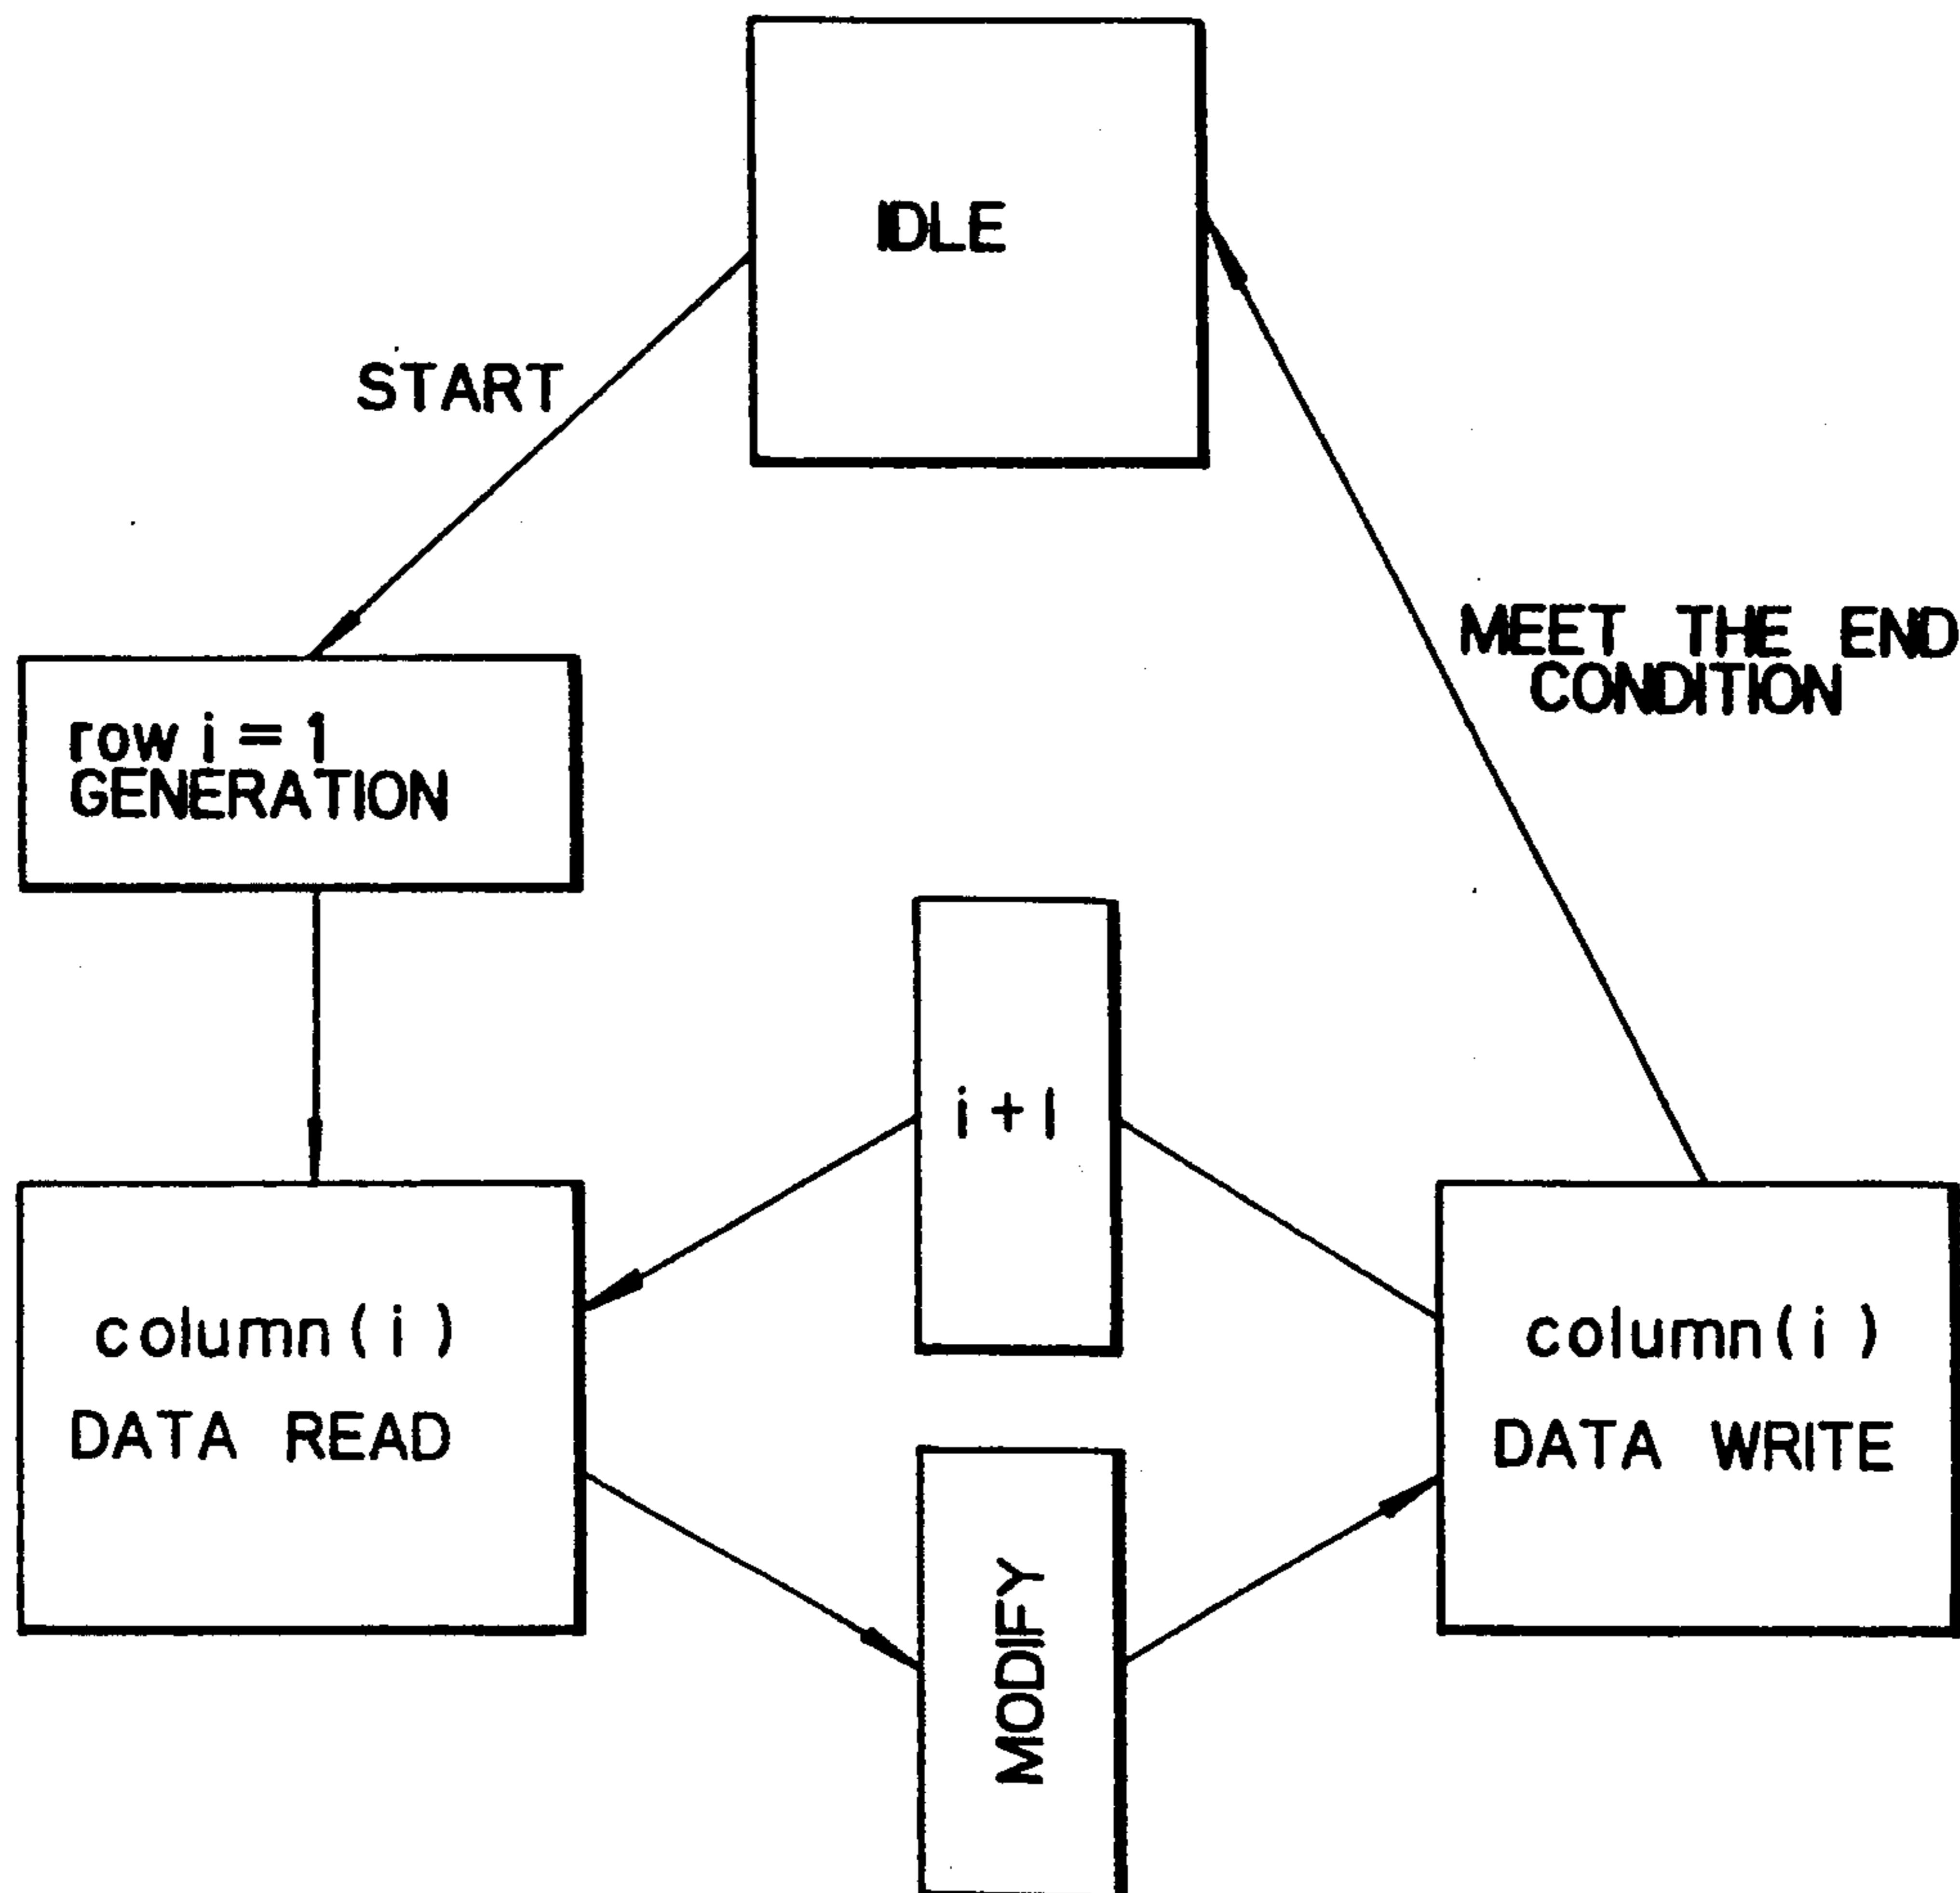 IDLE
START
MEET THE END
CONDITION
row i = 1
GENERATION
i + 1
column(i)
DATA READ
column(i)
DATA WRITE
MODIFY